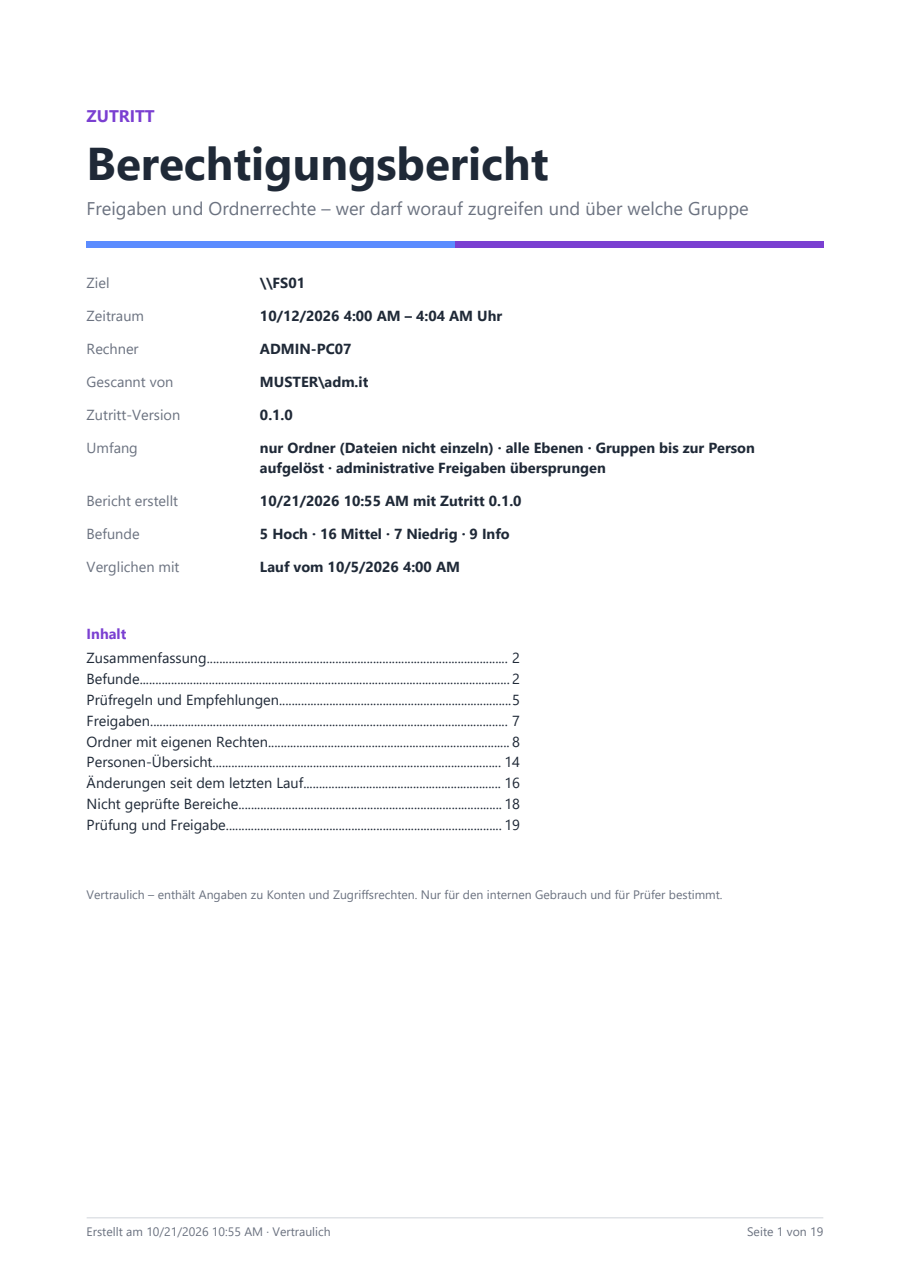 ZUTRITT
Berechtigungsbericht
Freigaben und Ordnerrechte – wer darf worauf zugreifen und über welche Gruppe
Ziel \\FS01
Zeitraum 10/12/2026 4:00 AM – 4:04 AM Uhr
Rechner ADMIN-PC07
Gescannt von MUSTER\adm.it
Zutritt-Version 0.1.0
Umfang nur Ordner (Dateien nicht einzeln) · alle Ebenen · Gruppen bis zur Person
aufgelöst · administrative Freigaben übersprungen
Bericht erstellt 10/21/2026 10:55 AM mit Zutritt 0.1.0
Befunde 5 Hoch · 16 Mittel · 7 Niedrig · 9 Info
Verglichen mit Lauf vom 10/5/2026 4:00 AM
Inhalt
Zusammenfassung 2
Befunde 2
Prüfregeln und Empfehlungen 5
Freigaben 7
Ordner mit eigenen Rechten 8
Personen-Übersicht 14
Änderungen seit dem letzten Lauf 16
Nicht geprüfte Bereiche 18
Prüfung und Freigabe 19
Vertraulich – enthält Angaben zu Konten und Zugriffsrechten. Nur für den internen Gebrauch und für Prüfer bestimmt.
Erstellt am 10/21/2026 10:55 AM · Vertraulich Seite 1 von 19